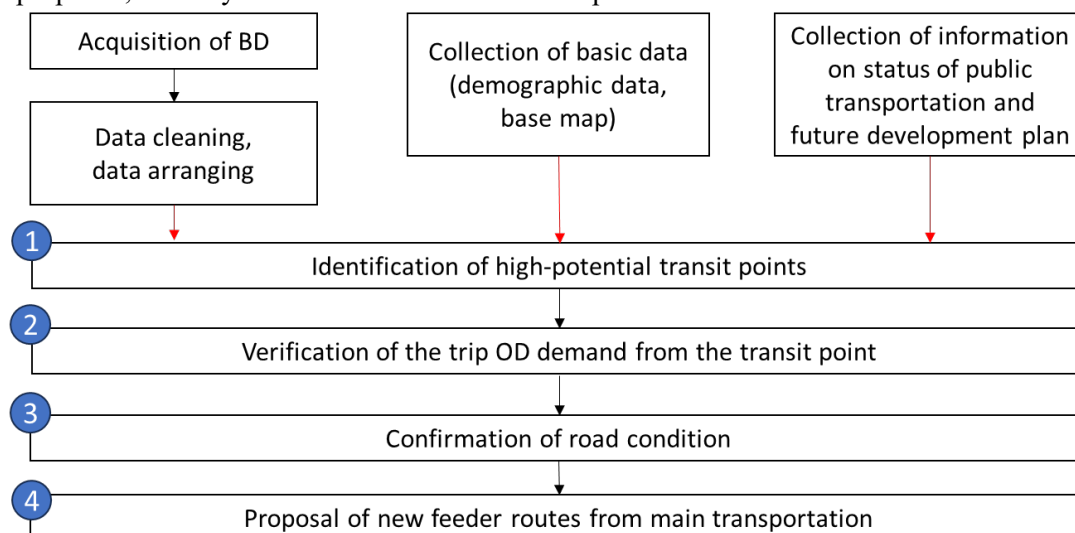 Acquisition of BD
Data cleaning,
data arranging
Collection of basic data
(demographic data,
base map)
Collection of information
on status of public
transportation and
future development plan
1
Identification of high-potential transit points
2
Verification of the trip OD demand from the transit point
3
Confirmation of road condition
4
Proposal of new feeder routes from main transportation